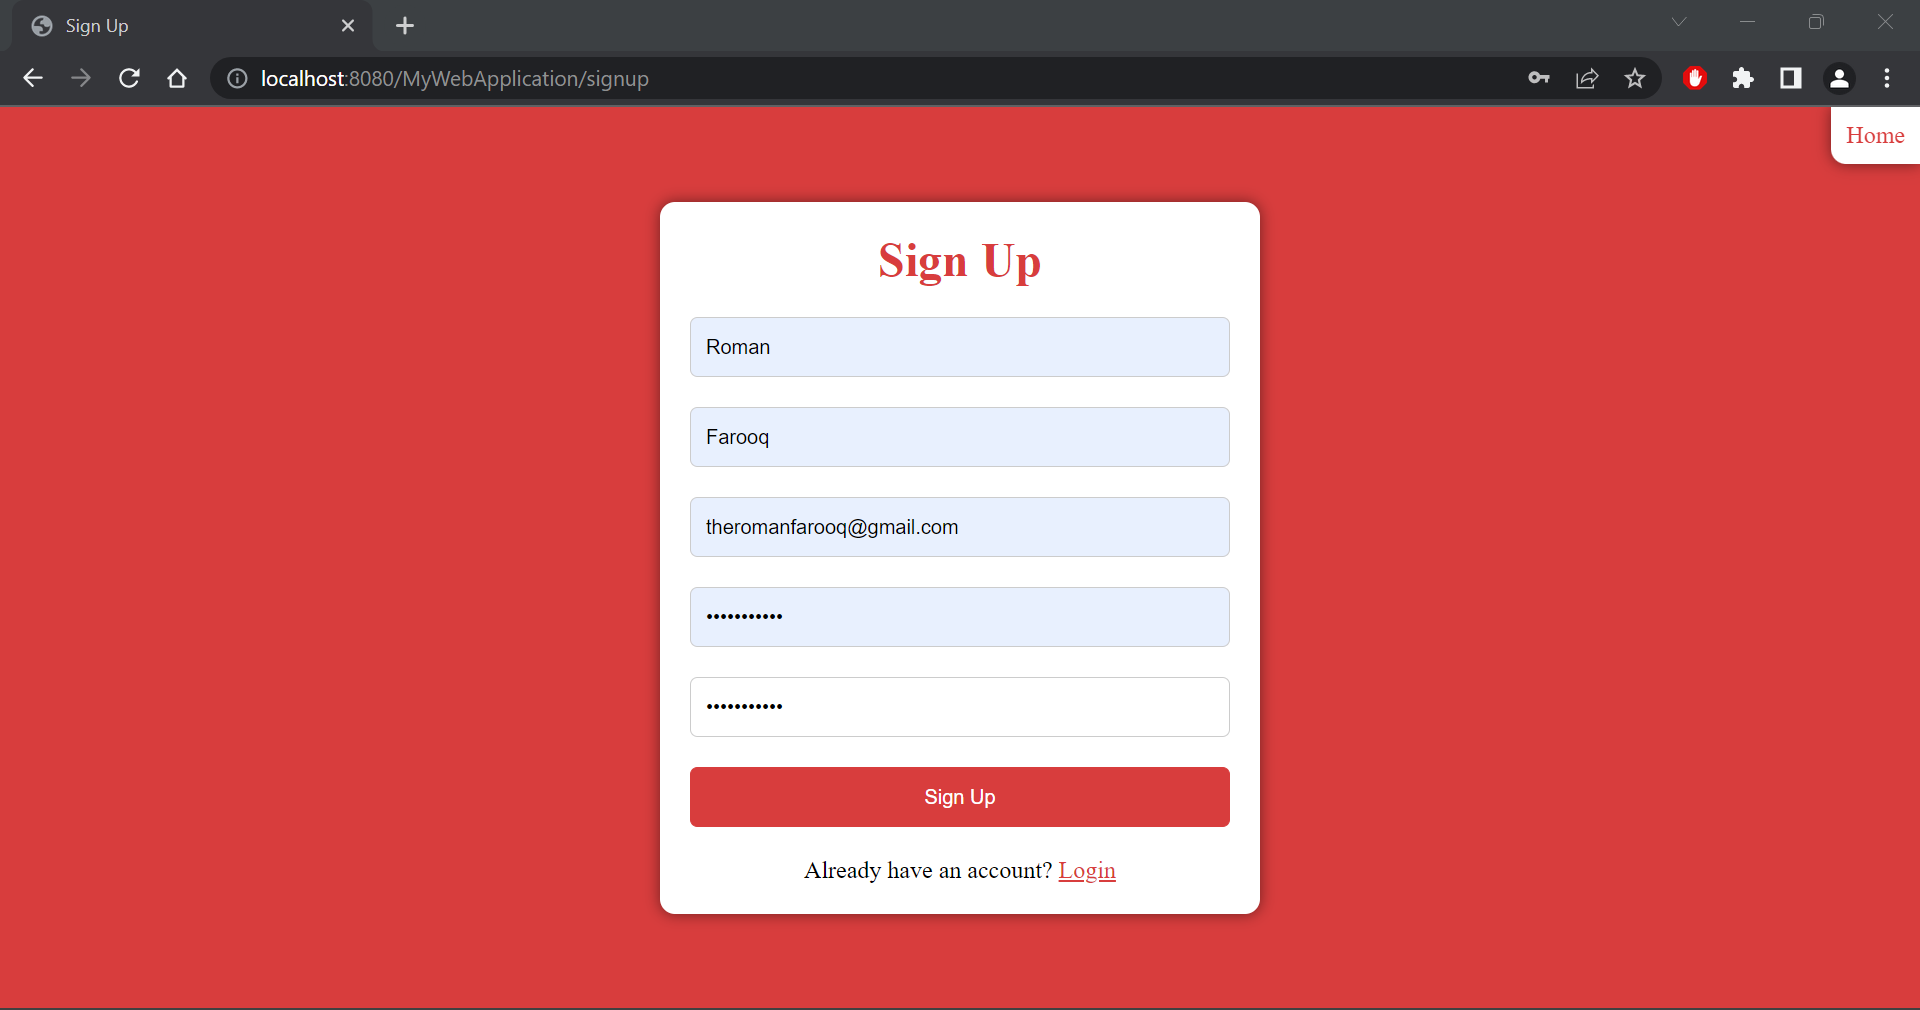 Sign Up
localhost:8080/MyWebApplication/signup
Home
Sign Up
Roman
Farooq
theromanfarooq@gmail.com
•••••••••••
•••••••••••
Sign Up
Already have an account? Login